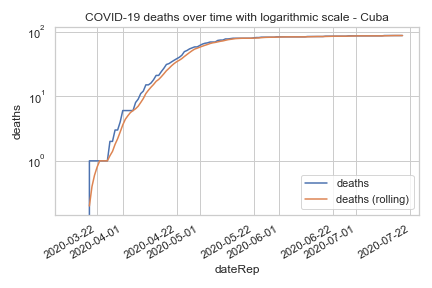 COVID-19 deaths over time with logarithmic scale - Cuba
10²
10¹
10⁰
deaths
deaths
deaths (rolling)
2020-03-22
2020-04-01
2020-04-22
2020-05-01
2020-05-22
2020-06-01
2020-06-22
2020-07-01
2020-07-22
dateRep